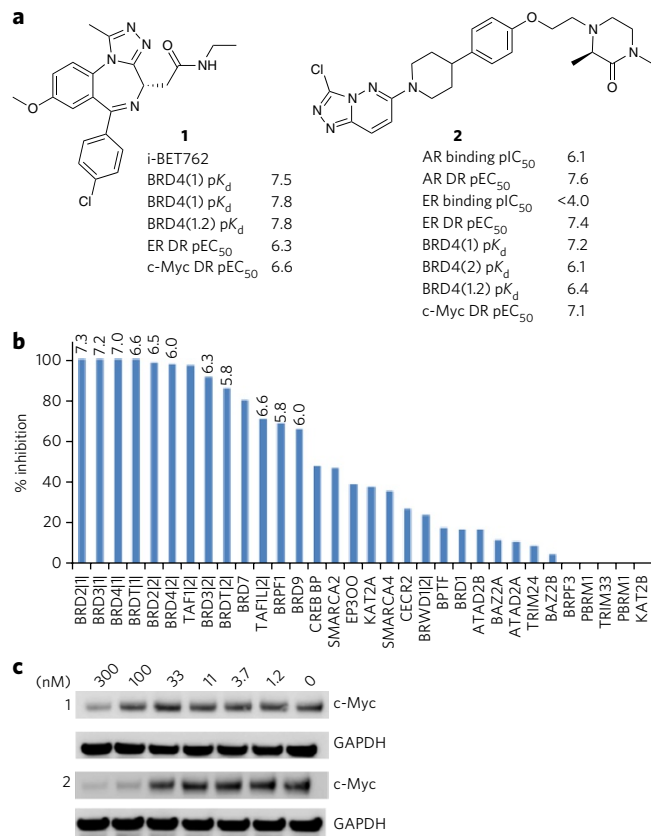 a
Me
N
N
N
O
O
NH
N
Cl
1
i-BET762
BRD4(1) pKd 7.5
BRD4(1) pKd 7.8
BRD4(1.2) pKd 7.8
ER DR pEC50 6.3
c-Myc DR pEC50 6.6
Cl
N
N
N
N
N
O
N
N
O
2
AR binding pIC50 6.1
AR DR pEC50 7.6
ER binding pIC50 <4.0
ER DR pEC50 7.4
BRD4(1) pKd 7.2
BRD4(2) pKd 6.1
BRD4(1.2) pKd 6.4
c-Myc DR pEC50 7.1
b
% inhibition
100
80
60
40
20
0
7.3
7.2
7.0
6.6
6.5
6.0
6.3
5.8
6.6
5.8
6.0
BRD2|1|
BRD3|1|
BRD4|1|
BRDT|1|
BRD2|2|
BRD4|2|
TAF1|2|
BRD3|2|
BRDT|2|
BRD7
TAF1L|2|
BRPF1
BRD9
CREB BP
SMARCA2
EP3OO
KAT2A
SMARCA4
CECR2
BRWD1|2|
BPTF
BRD1
ATAD2B
BAZ2A
ATAD2A
TRIM24
BAZ2B
BRPF3
PBRM1
TRIM33
PBRM1
KAT2B
c
(nM) 300 100 33 11 3.7 1.2 0
1 c-Myc
GAPDH
2 c-Myc
GAPDH